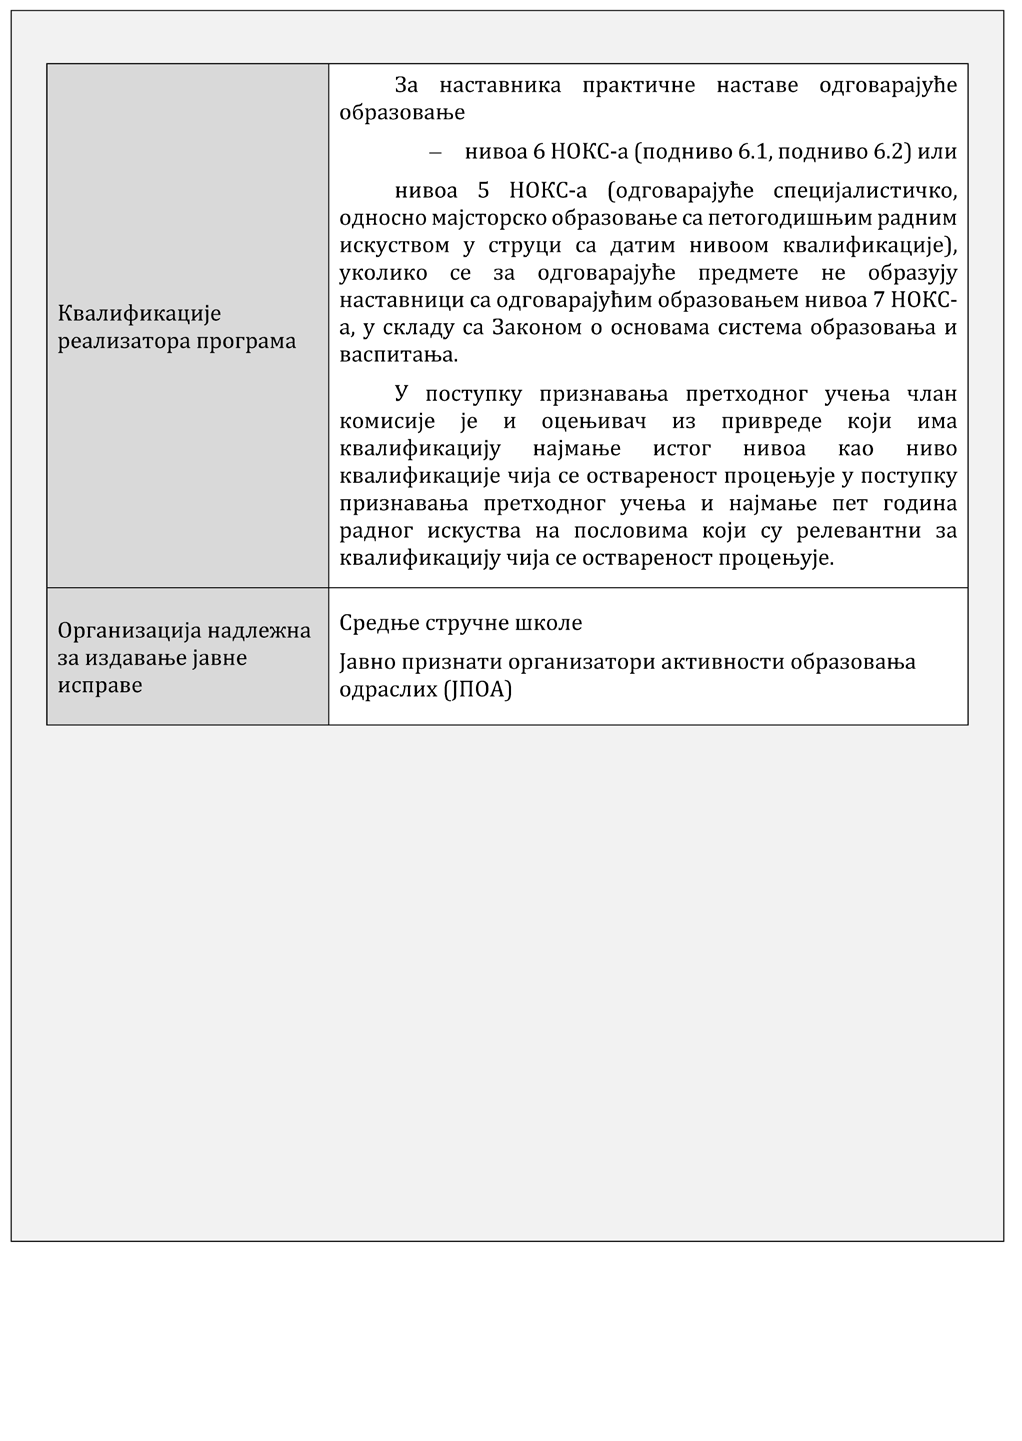 Квалификације
реализатора програма
За наставника практичне наставе одговарајуће
образовање
– нивоа 6 НОКС-а (подниво 6.1, подниво 6.2) или
нивоа 5 НОКС-а (одговарајуће специјалистичко,
односно мајсторско образовање са петогодишњим радним
искуством у струци са датим нивоом квалификације),
уколико се за одговарајуће предмете не образују
наставници са одговарајућим образовањем нивоа 7 НОКС-
а, у складу са Законом о основама система образовања и
васпитања.
У поступку признавања претходног учења члан
комисије је и оцењивач из привреде који има
квалификацију најмање истог нивоа као ниво
квалификације чија се оствареност процењује у поступку
признавања претходног учења и најмање пет година
радног искуства на пословима који су релевантни за
квалификацију чија се оствареност процењује.
Организација надлежна
за издавање јавне
исправе
Средње стручне школе
Јавно признати организатори активности образовања
одраслих (ЈПОА)